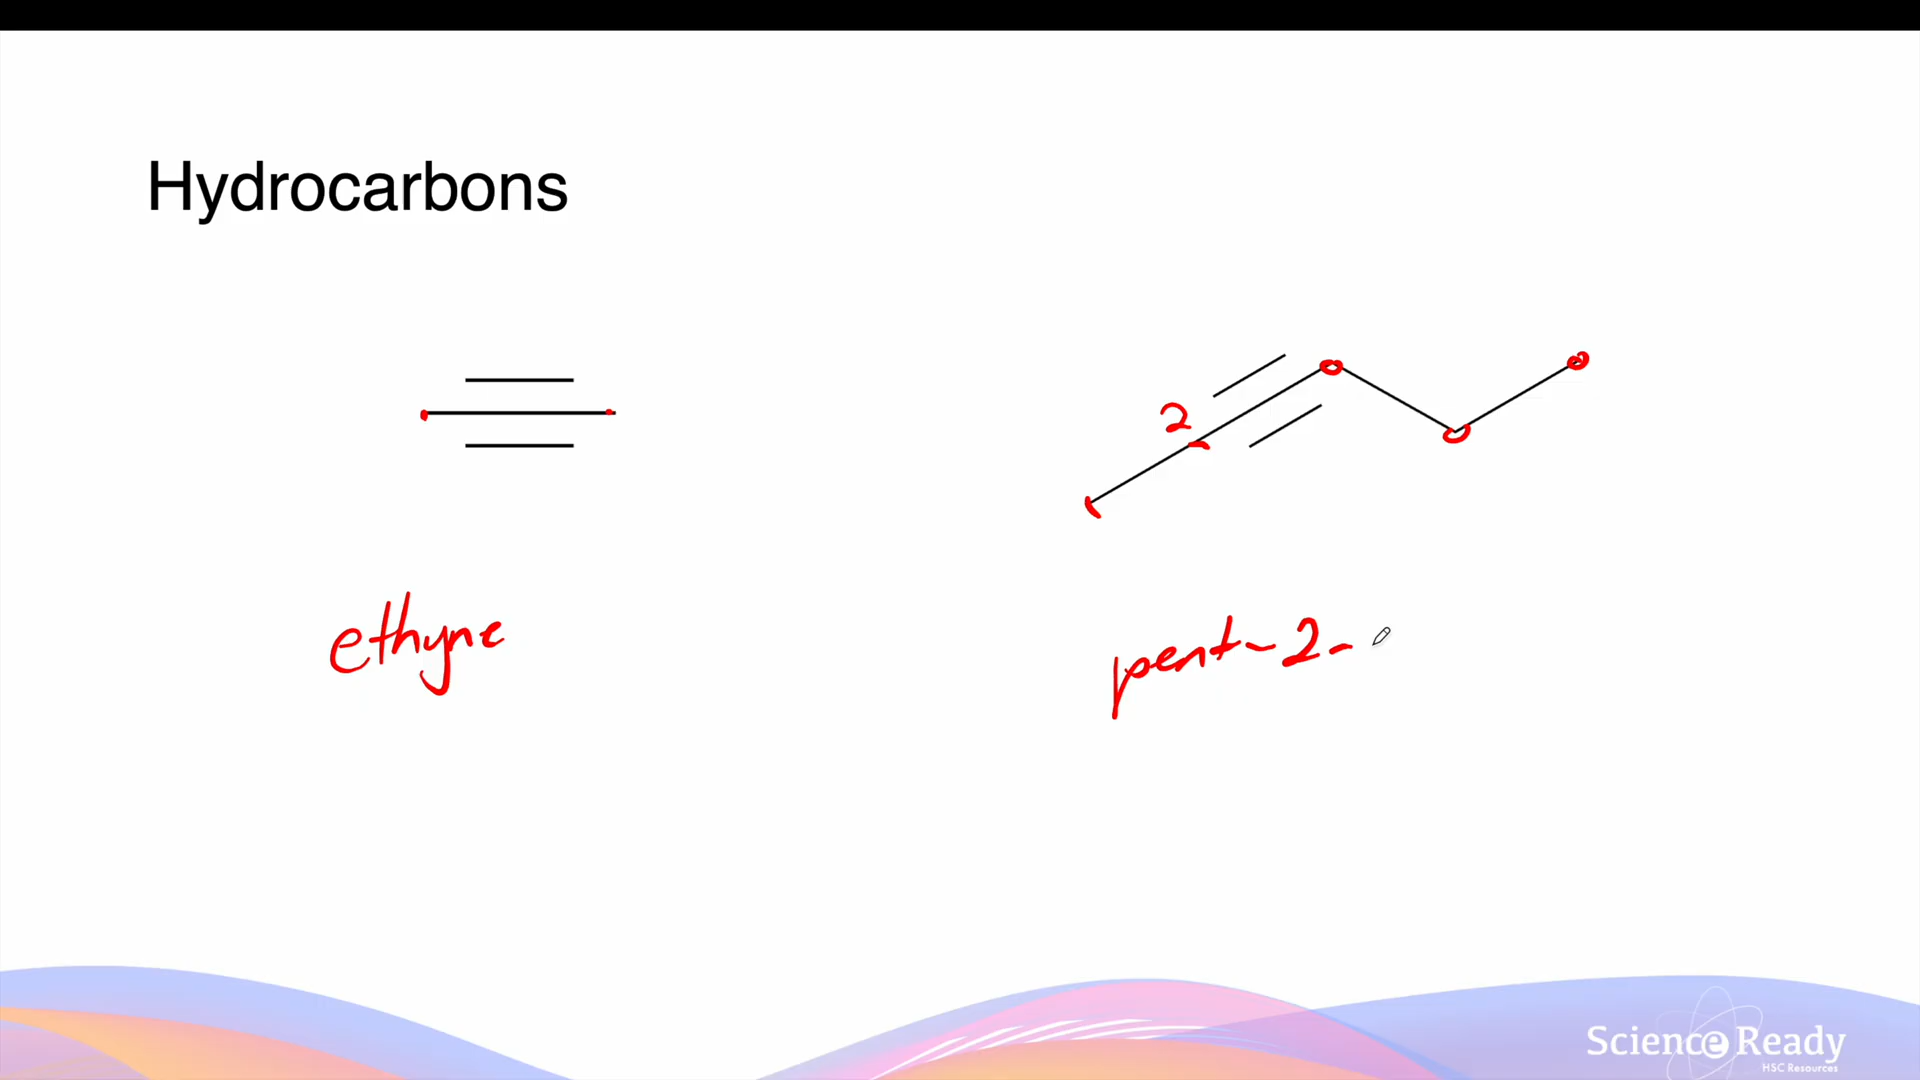 Hydrocarbons
2
ethyne
pent-2-
Science Ready
HSC Resources